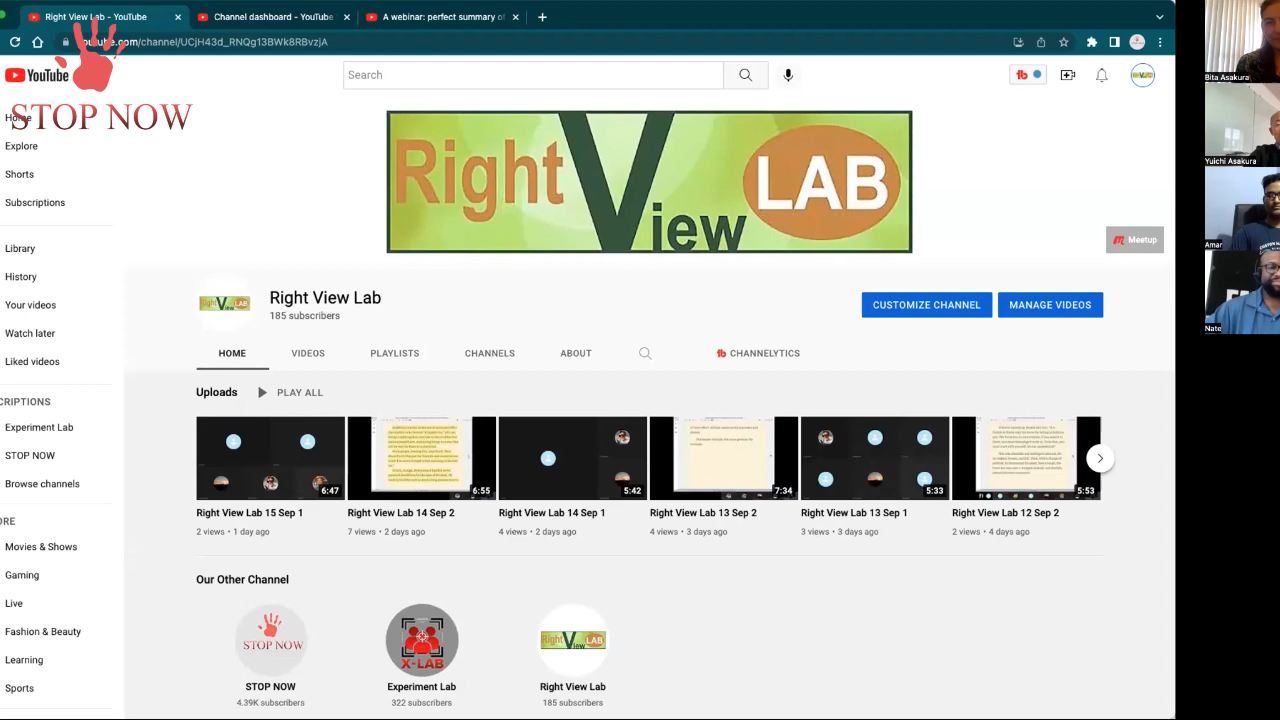 Right View Lab - YouTube
Channel dashboard - YouTube
A webinar: perfect summary of
youtube.com/channel/UCjH43d_RNQg13BWk8RBvzjA
YouTube
Search
STOP NOW
Home
Explore
Shorts
Subscriptions
Library
History
Your videos
Watch later
Liked videos
CRIPTIONS
Experiment Lab
STOP NOW
Browse channels
ORE
Movies & Shows
Gaming
Live
Fashion & Beauty
Learning
Sports
Right View LAB
Meetup
Right View LAB
Right View Lab
185 subscribers
CUSTOMIZE CHANNEL
MANAGE VIDEOS
HOME
VIDEOS
PLAYLISTS
CHANNELS
ABOUT
CHANNELYTICS
Uploads
PLAY ALL
6:47
6:55
5:42
7:34
5:33
5:53
Right View Lab 15 Sep 1
Right View Lab 14 Sep 2
Right View Lab 14 Sep 1
Right View Lab 13 Sep 2
Right View Lab 13 Sep 1
Right View Lab 12 Sep 2
2 views • 1 day ago
7 views • 2 days ago
4 views • 2 days ago
4 views • 3 days ago
3 views • 3 days ago
2 views • 4 days ago
Our Other Channel
STOP NOW
X-LAB
Right View LAB
STOP NOW
Experiment Lab
Right View Lab
4.39K subscribers
322 subscribers
185 subscribers
Bita Asakura
Yuichi Asakura
Amar
Nate